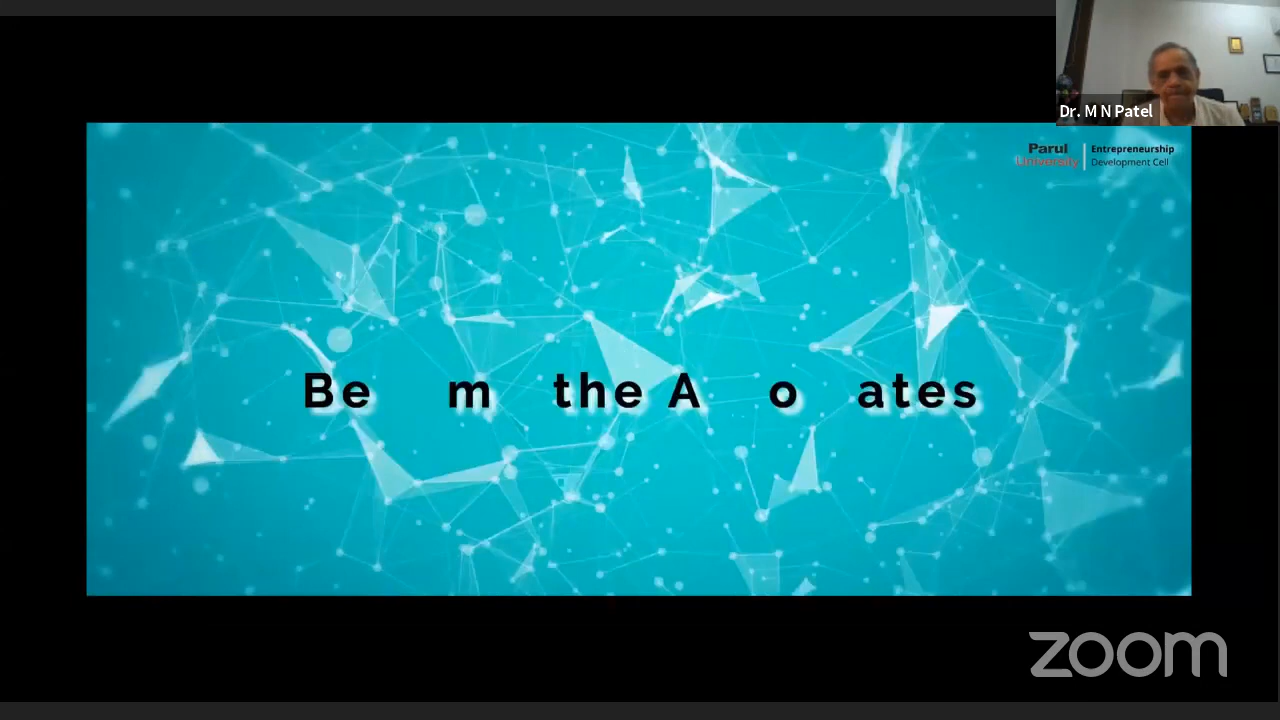 Dr. M N Patel
Parul University
Entrepreneurship Development Cell
Be m the A o ates
zoom